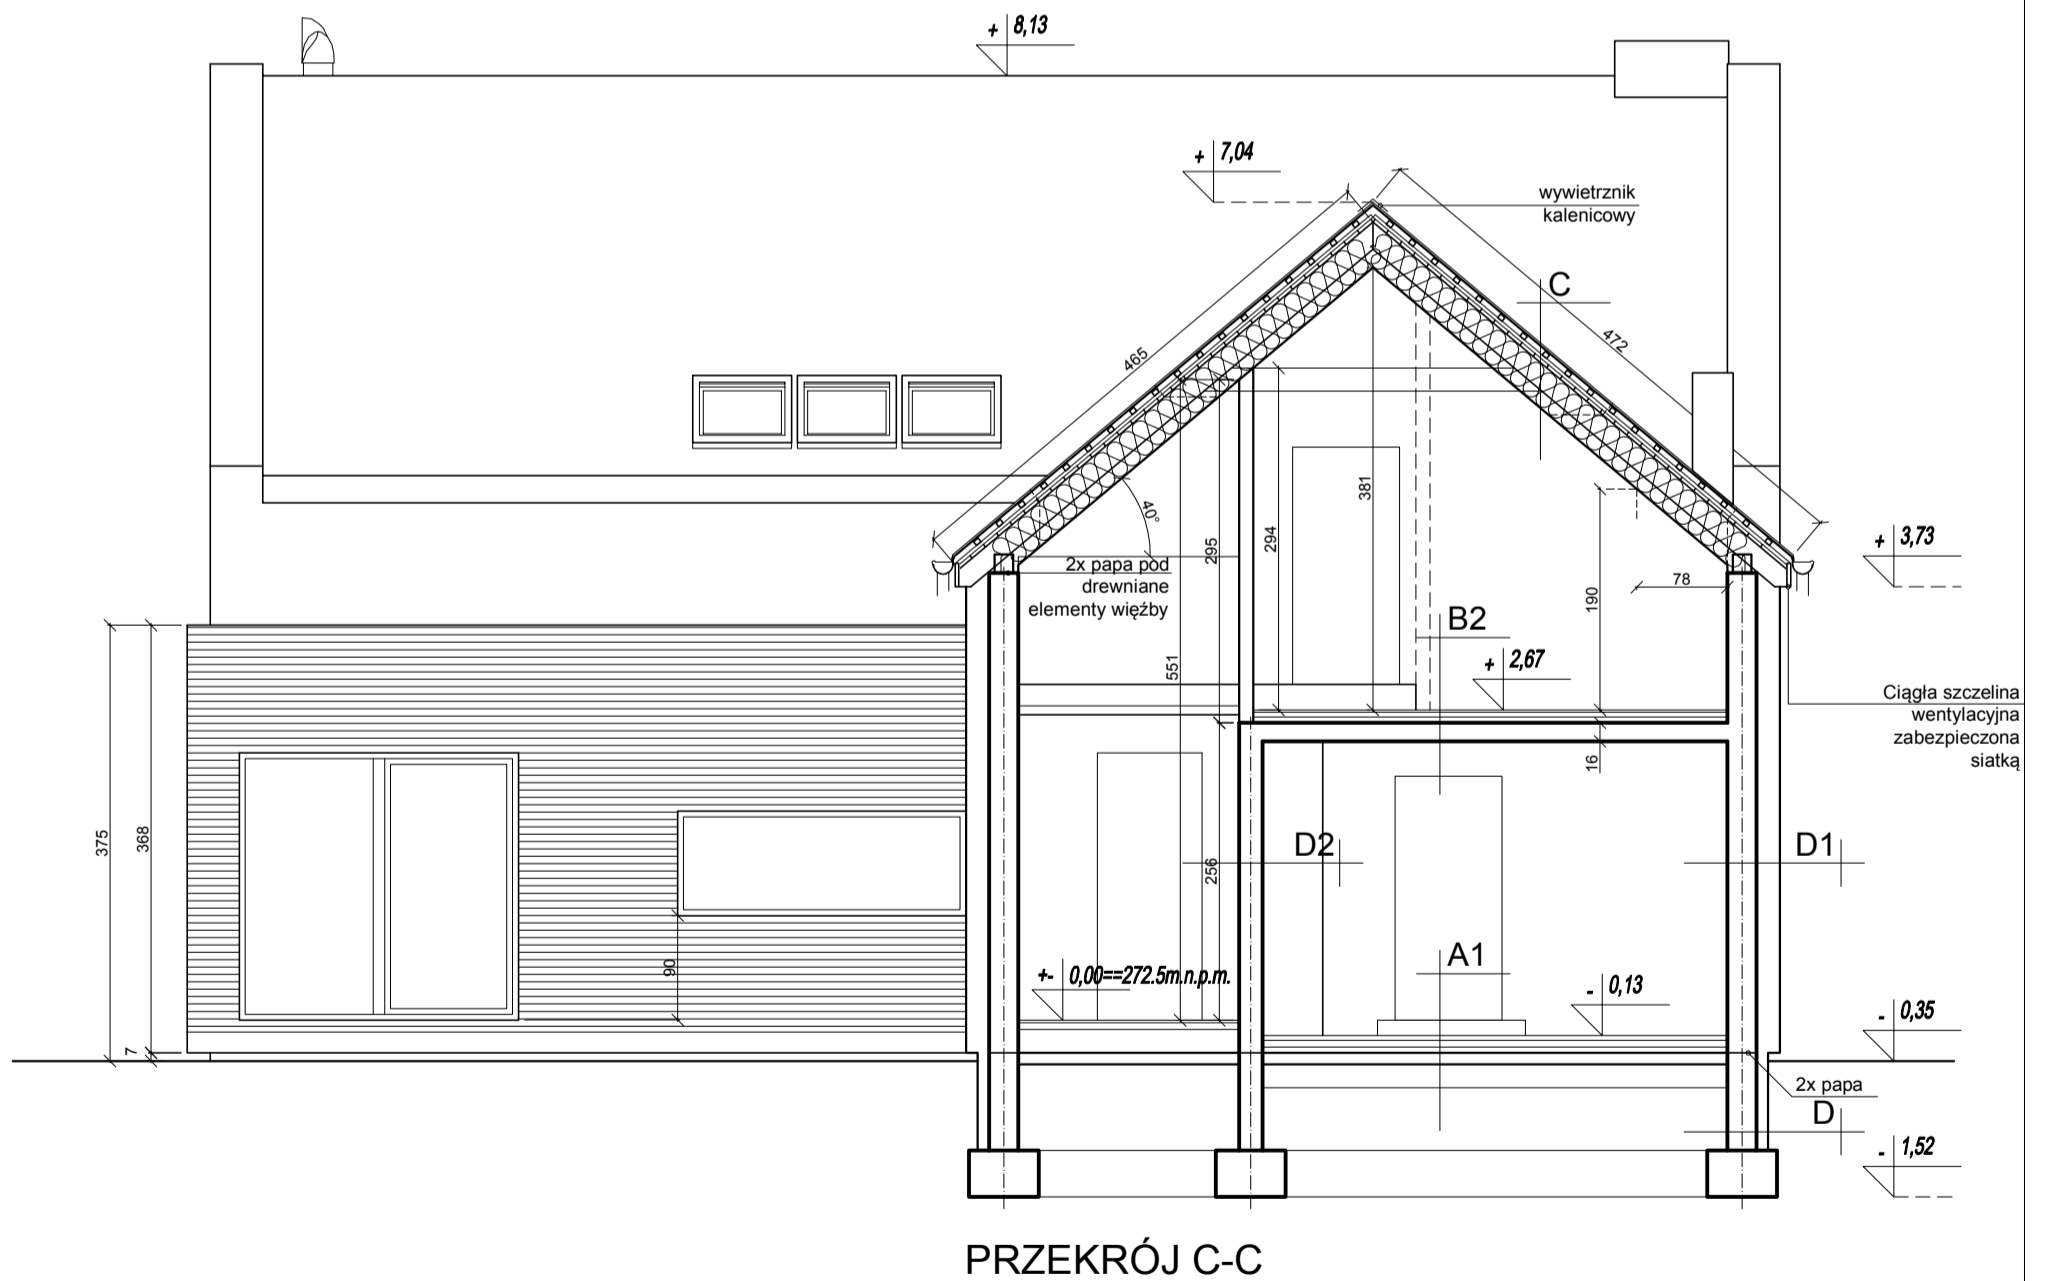 + 8,13
+ 7,04
wywietrznik
kalenicowy
C
465
472
40°
381
295
294
+ 3,73
2x papa pod
drewniane
elementy więźby
78
190
B2
551
+ 2,67
Ciągła szczelina
wentylacyjna
zabezpieczona
siatką
16
375
368
D2
D1
256
90
A1
+- 0,00==272.5m.n.p.m.
- 0,13
- 0,35
7
2x papa
D
- 1,52
PRZEKRÓJ C-C